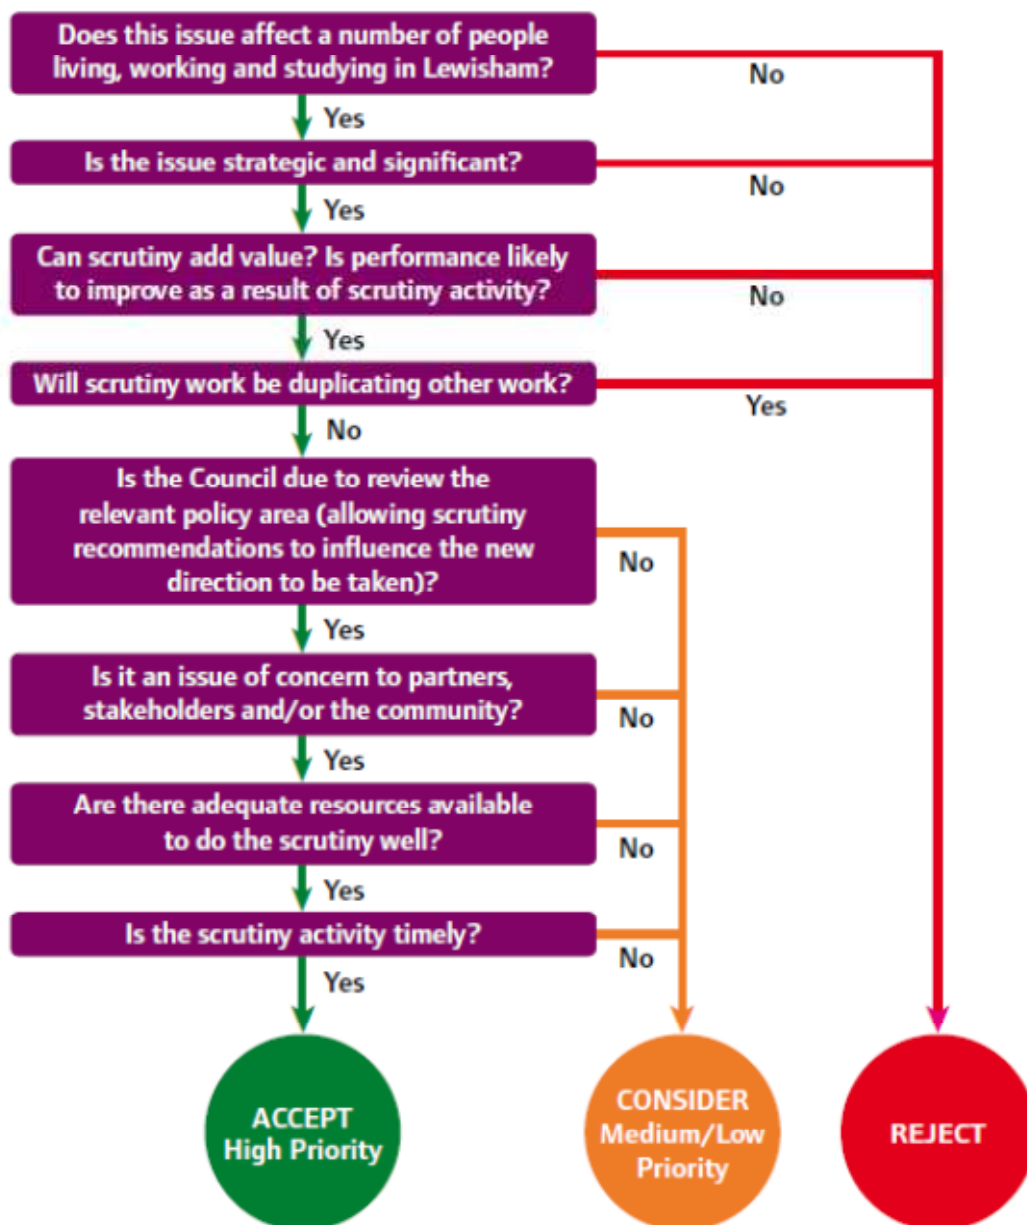 Does this issue affect a number of people
living, working and studying in Lewisham?
No
Yes
Is the issue strategic and significant?
No
Yes
Can scrutiny add value? Is performance likely
to improve as a result of scrutiny activity?
No
Yes
Will scrutiny work be duplicating other work?
Yes
No
Is the Council due to review the
relevant policy area (allowing scrutiny
recommendations to influence the new
direction to be taken)?
No
Yes
Is it an issue of concern to partners,
stakeholders and/or the community?
No
Yes
Are there adequate resources available
to do the scrutiny well?
No
Yes
Is the scrutiny activity timely?
No
Yes
ACCEPT
High Priority
CONSIDER
Medium/Low
Priority
REJECT